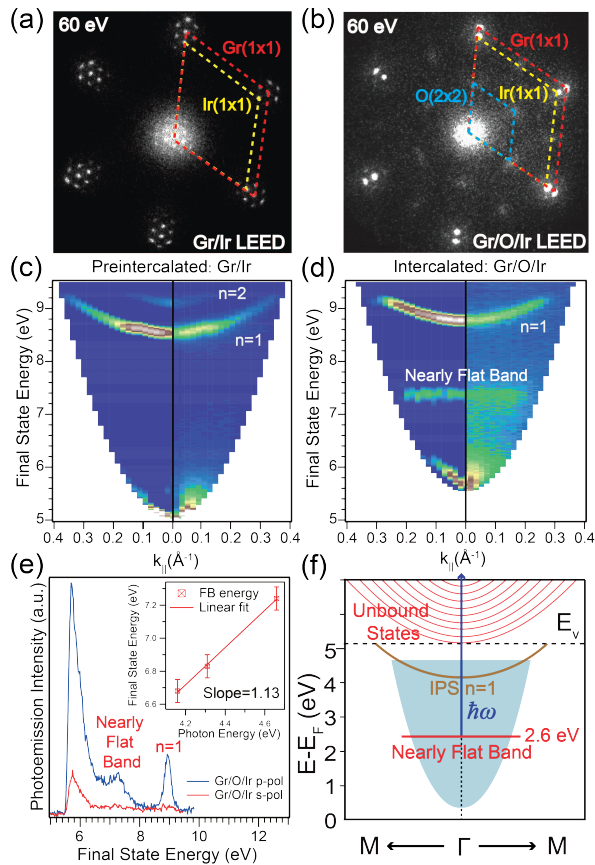 (a)
60 eV
Gr(1x1)
Ir(1x1)
Gr/Ir LEED
(b)
60 eV
Gr(1x1)
O(2x2)
Ir(1x1)
Gr/O/Ir LEED
(c)
Preintercalated: Gr/Ir
n=2
n=1
9
8
7
6
5
Final State Energy (eV)
0.4 0.3 0.2 0.1 0.0 0.1 0.2 0.3 0.4
k||(Å-1)
(d)
Intercalated: Gr/O/Ir
n=1
Nearly Flat Band
9
8
7
6
5
Final State Energy (eV)
0.4 0.3 0.2 0.1 0.0 0.1 0.2 0.3 0.4
k||(Å-1)
(e)
Photoemission Intensity (a.u.)
Nearly
Flat
Band
n=1
Gr/O/Ir p-pol
Gr/O/Ir s-pol
6 8 10 12
Final State Energy (eV)
FB energy
Linear fit
Slope=1.13
7.2
7.0
6.8
6.6
Final State Energy (eV)
4.2 4.4 4.6
Photon Energy (eV)
(f)
Unbound
States
Ev
IPS n=1
ħω
2.6 eV
Nearly Flat Band
5
4
3
2
1
0
E-EF (eV)
M Γ M